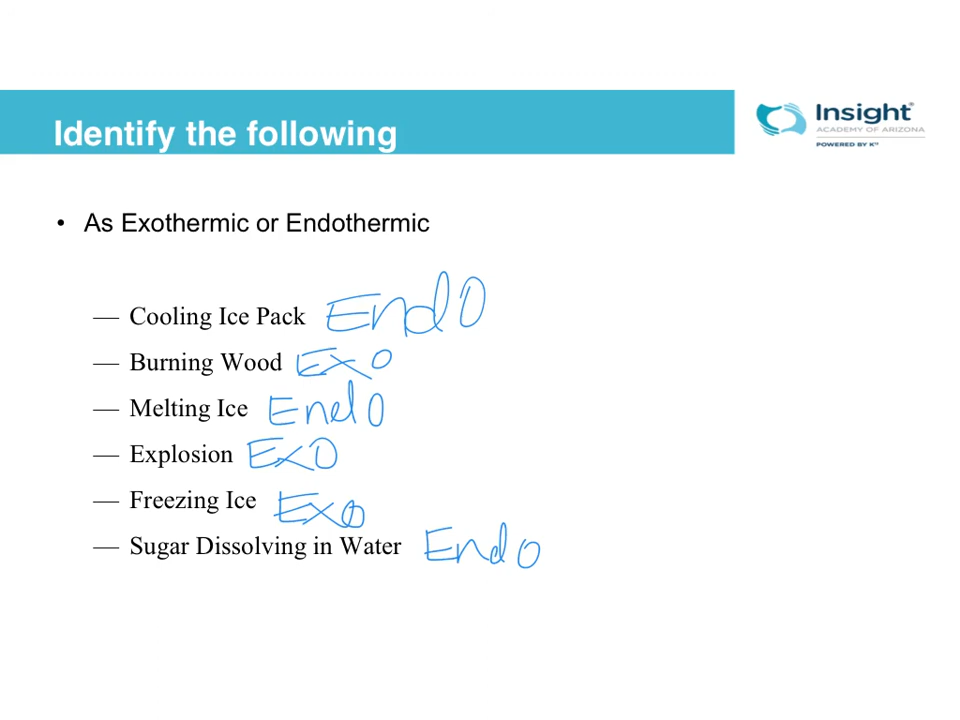 Identify the following
Insight®
ACADEMY OF ARIZONA
POWERED BY K¹²
• As Exothermic or Endothermic
— Cooling Ice Pack Endo
— Burning Wood Exo
— Melting Ice Endo
— Explosion Exo
— Freezing Ice Exo
— Sugar Dissolving in Water Endo